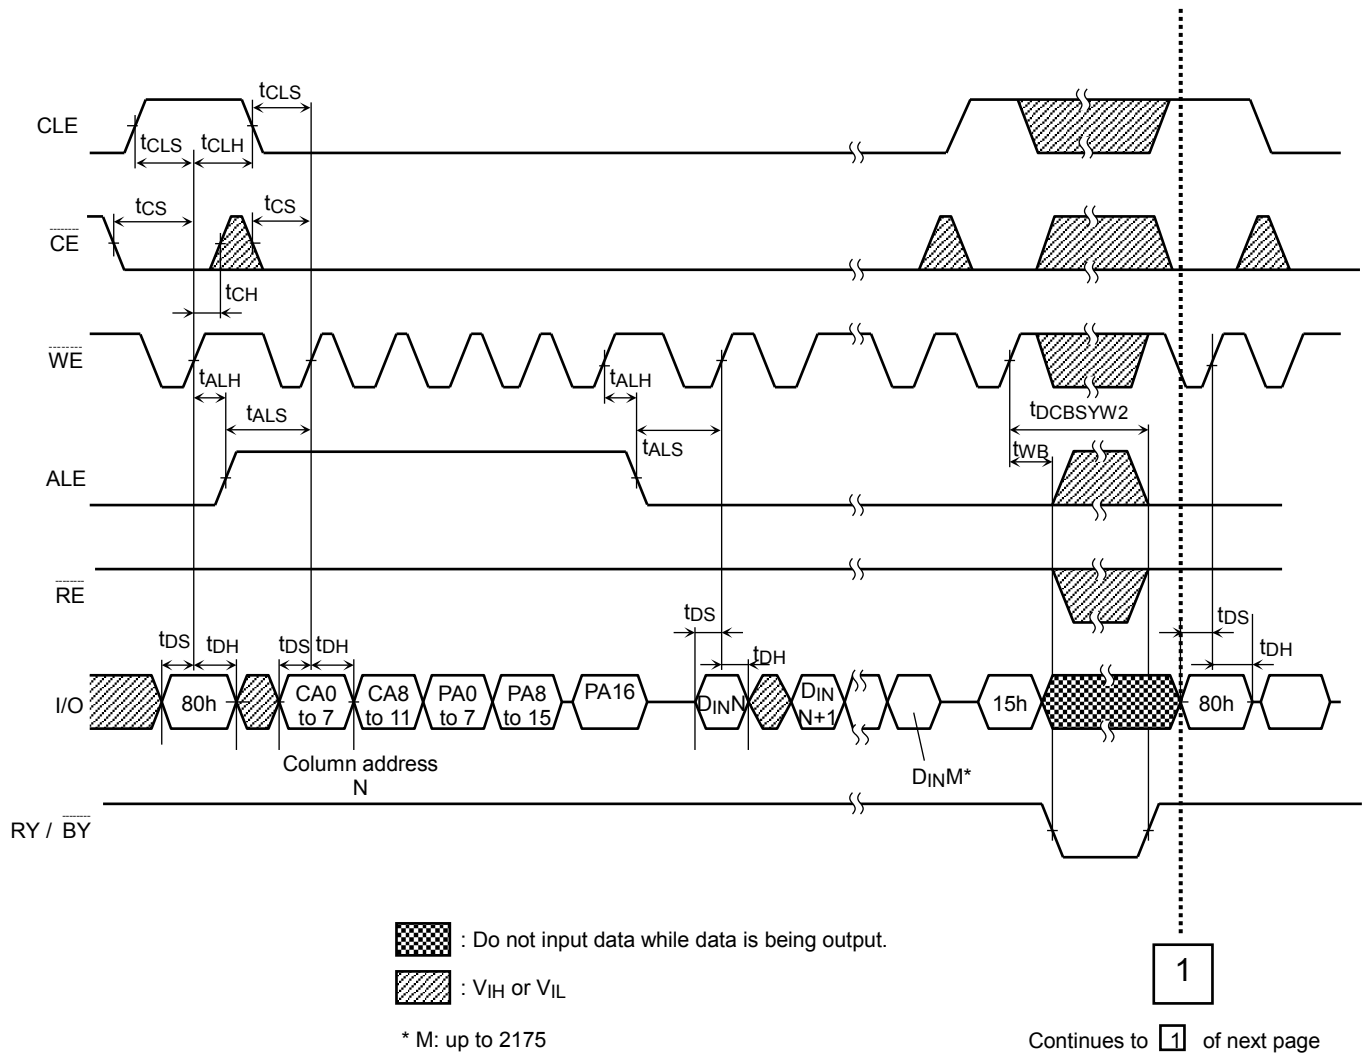 tCLS
CLE
tCLS tCLH
tCS tCS
CE
tCH
WE
tALH tALH
tDCBSYW2
tALS tALS
tWB
ALE
RE
tDS tDS
tDS tDH tDS tDH tDH tDH
I/O 80h CA0 to 7 CA8 to 11 PA0 to 7 PA8 to 15 PA16 DINN DIN N+1 15h 80h
Column address
N
DINM*
RY / BY
: Do not input data while data is being output.
: VIH or VIL
1
* M: up to 2175
Continues to 1 of next page